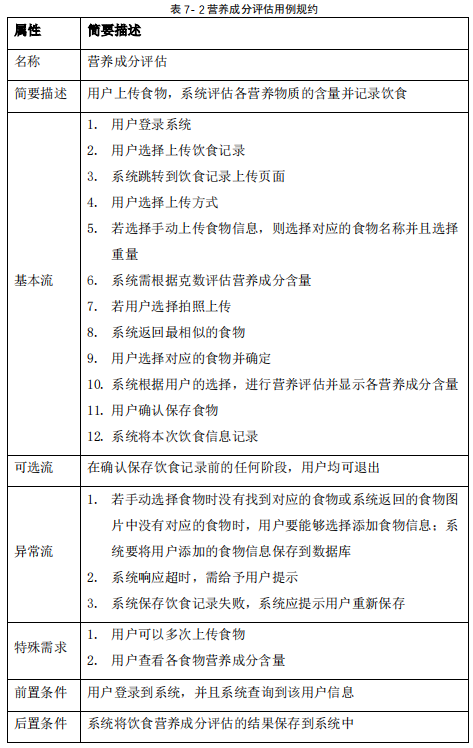 表 7- 2 营养成分评估用例规约
属性 简要描述
名称 营养成分评估
简要描述 用户上传食物，系统评估各营养物质的含量并记录饮食
基本流
1. 用户登录系统
2. 用户选择上传饮食记录
3. 系统跳转到饮食记录上传页面
4. 用户选择上传方式
5. 若选择手动上传食物信息，则选择对应的食物名称并且选择
重量
6. 系统需根据克数评估营养成分含量
7. 若用户选择拍照上传
8. 系统返回最相似的食物
9. 用户选择对应的食物并确定
10. 系统根据用户的选择，进行营养评估并显示各营养成分含量
11. 用户确认保存食物
12. 系统将本次饮食信息记录
可选流 在确认保存饮食记录前的任何阶段，用户均可退出
异常流
1. 若手动选择食物时没有找到对应的食物或系统返回的食物图
片中没有对应的食物时，用户要能够选择添加食物信息；系
统要将用户添加的食物信息保存到数据库
2. 系统响应超时，需给予用户提示
3. 系统保存饮食记录失败，系统应提示用户重新保存
特殊需求
1. 用户可以多次上传食物
2. 用户查看各食物营养成分含量
前置条件 用户登录到系统，并且系统查询到该用户信息
后置条件 系统将饮食营养成分评估的结果保存到系统中